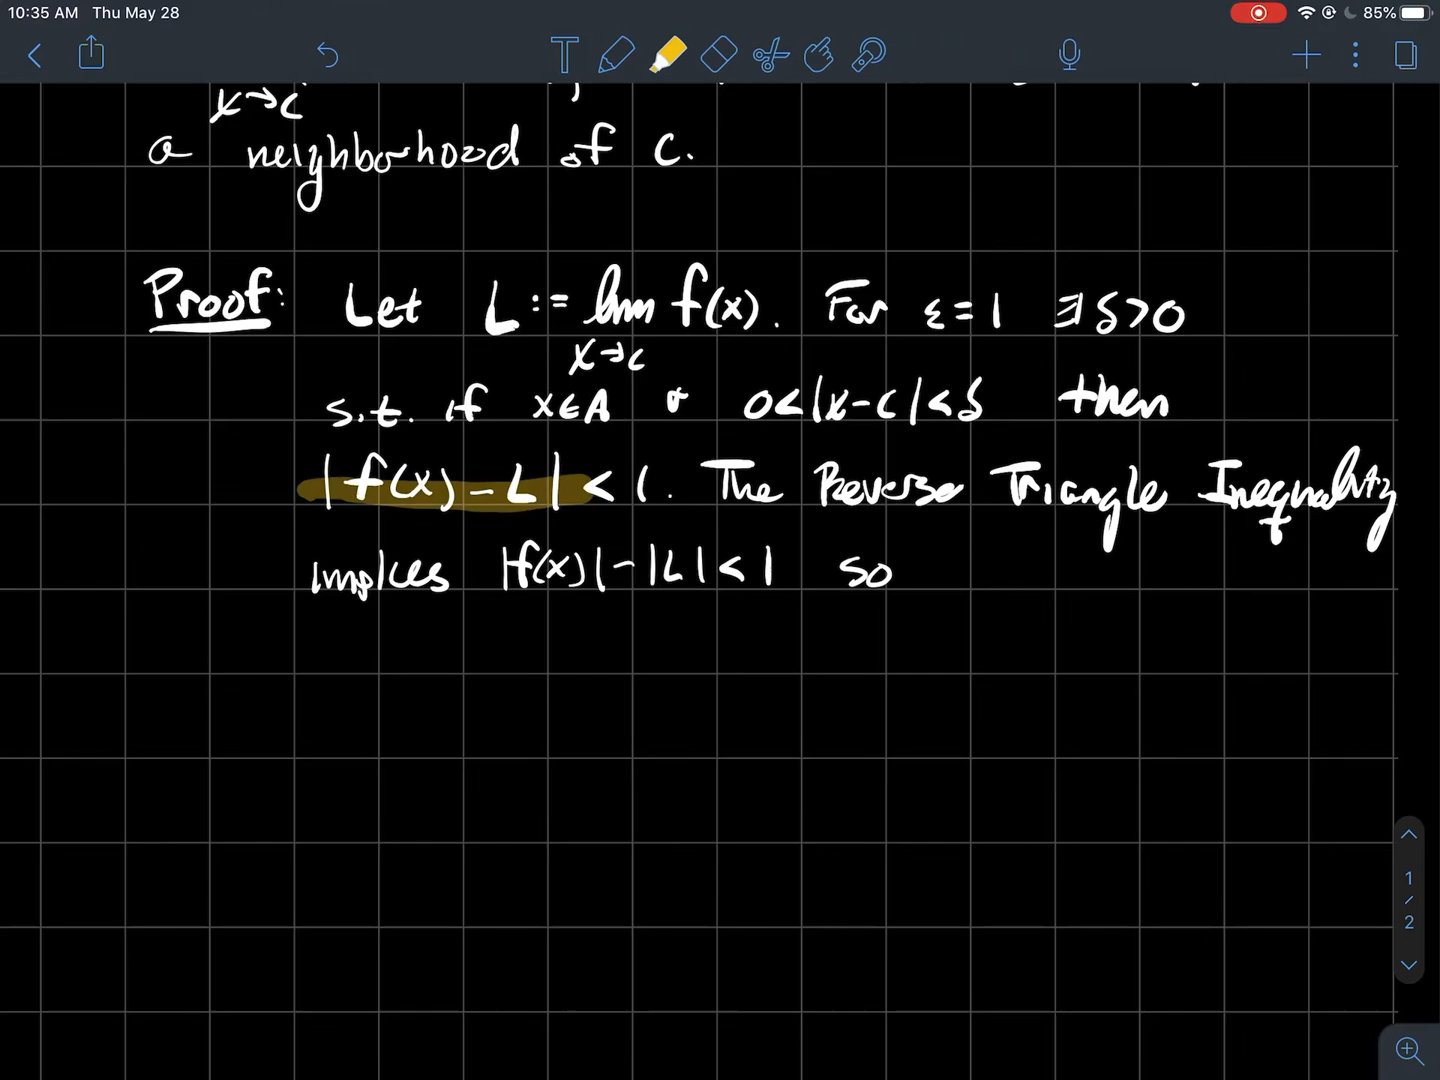 10:35 AM Thu May 28
85%
x→c
a neighborhood of c.
Proof: Let L := lim f(x). For ε = 1 ∃ δ > 0
x→c
s.t. if x∈A & 0<|x-c|<δ then
|f(x)-L| < 1. The Reverse Triangle Inequality
implies |f(x)|-|L| < 1 so
1
/
2